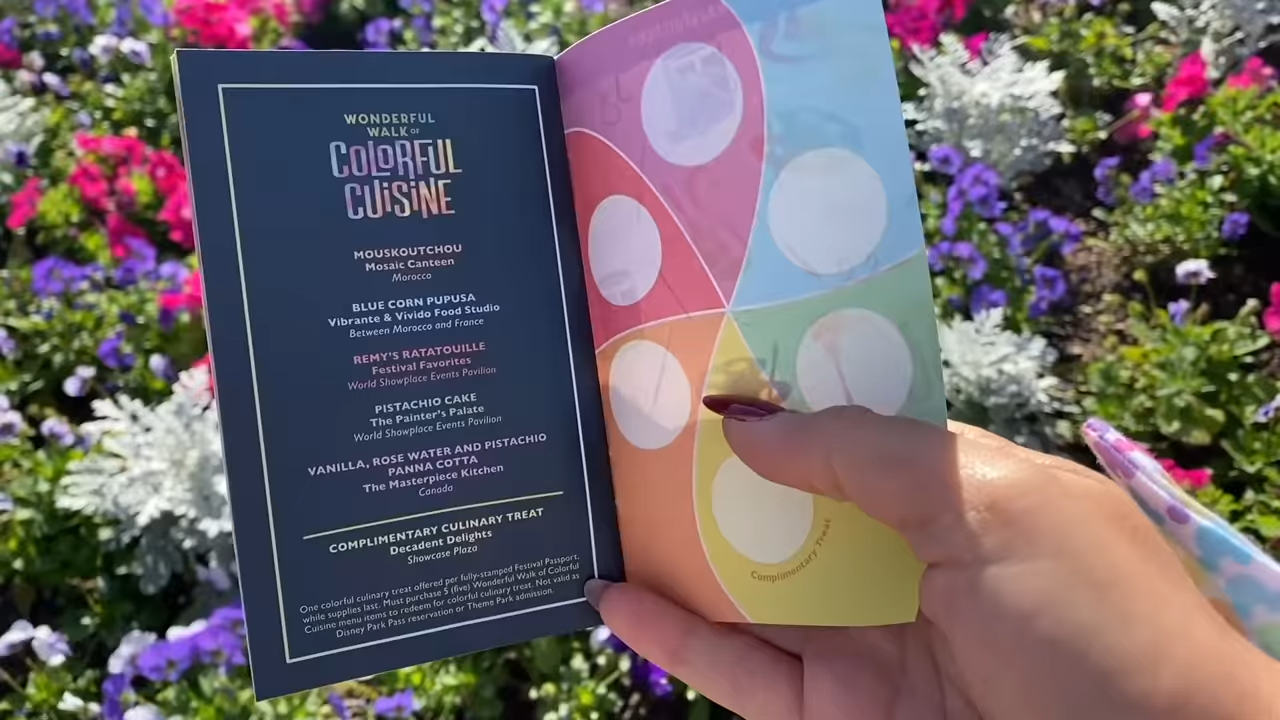 WONDERFUL
WALK OF
COLORFUL
CUISINE
MOUSKOUTCHOU
Mosaic Canteen
Morocco
BLUE CORN PUPUSA
Vibrante & Vivido Food Studio
Between Morocco and France
REMY'S RATATOUILLE
Festival Favorites
World Showplace Events Pavilion
PISTACHIO CAKE
The Painter's Palate
World Showplace Events Pavilion
VANILLA, ROSE WATER AND PISTACHIO
PANNA COTTA
The Masterpiece Kitchen
Canada
COMPLIMENTARY CULINARY TREAT
Decadent Delights
Showcase Plaza
One colorful culinary treat offered per fully-stamped Festival Passport,
while supplies last. Must purchase 5 (five) Wonderful Walk of Colorful
Cuisine menu items to redeem for colorful culinary treat. Not valid as
Disney Park Pass reservation or Theme Park admission.
Complimentary Treat